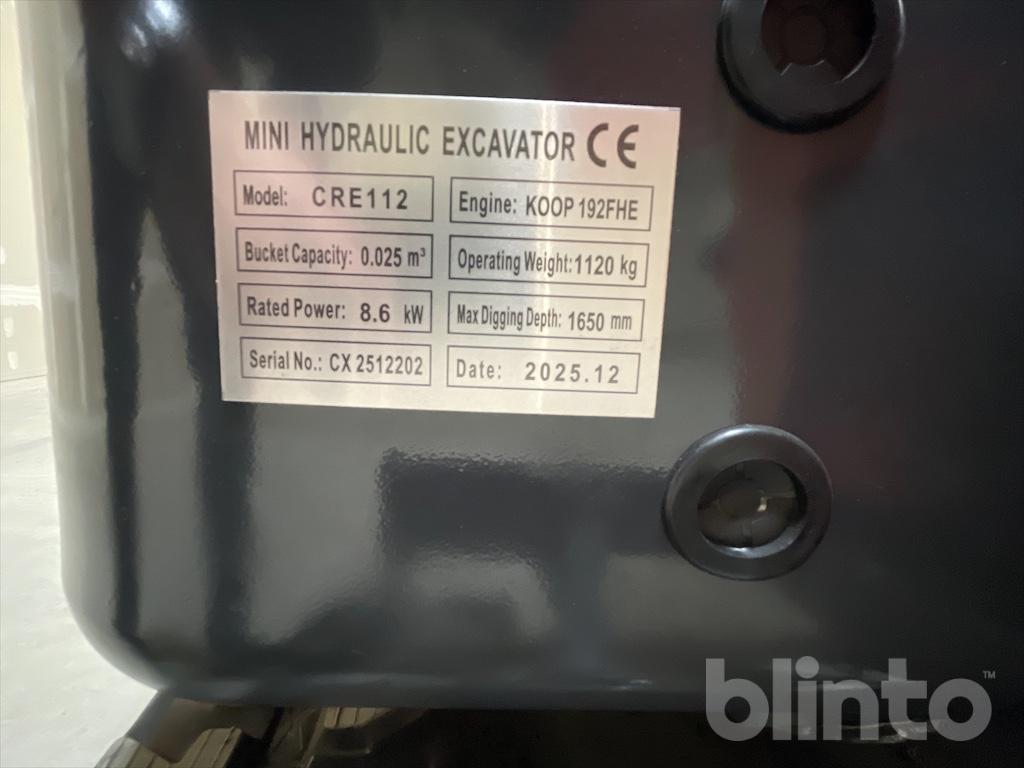 MINI HYDRAULIC EXCAVATOR CE
Model: CRE112
Engine: KOOP 192FHE
Bucket Capacity: 0.025 m³
Operating Weight: 1120 kg
Rated Power: 8.6 kW
Max Digging Depth: 1650 mm
Serial No.: CX 2512202
Date: 2025.12
blinto™